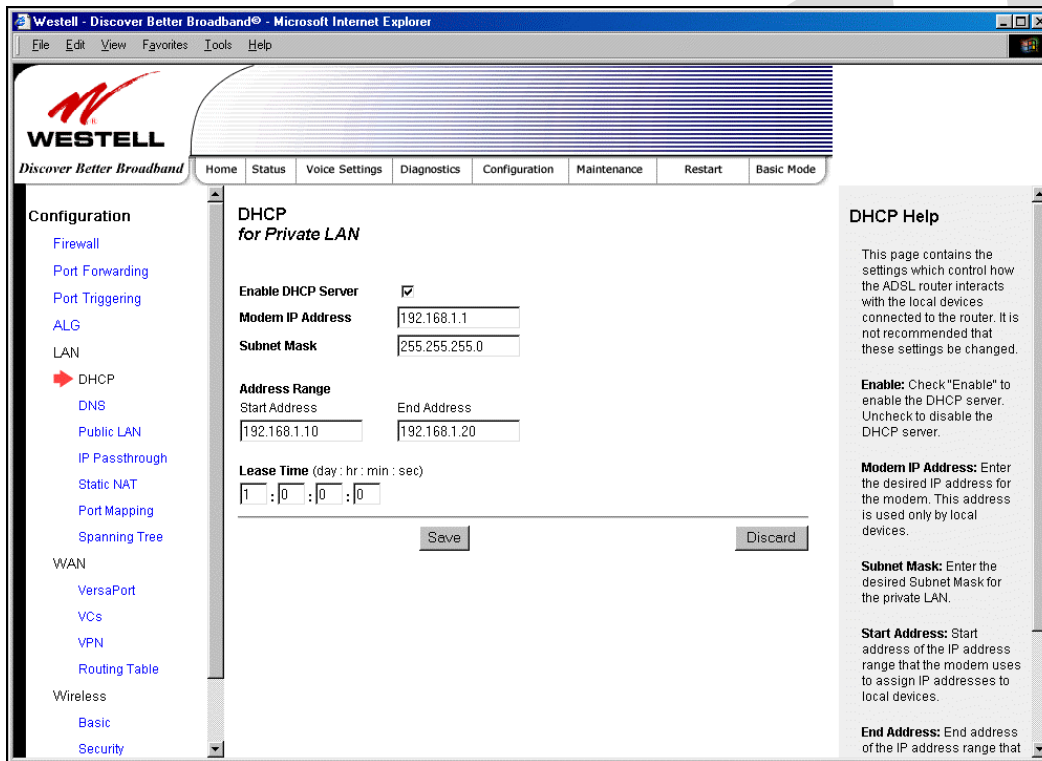 Westell - Discover Better Broadband® - Microsoft Internet Explorer
File Edit View Favorites Tools Help
WESTELL
Discover Better Broadband
Home Status Voice Settings Diagnostics Configuration Maintenance Restart Basic Mode
Configuration
Firewall
Port Forwarding
Port Triggering
ALG
LAN
DHCP
DNS
Public LAN
IP Passthrough
Static NAT
Port Mapping
Spanning Tree
WAN
VersaPort
VCs
VPN
Routing Table
Wireless
Basic
Security
DHCP
for Private LAN
Enable DHCP Server
Modem IP Address 192.168.1.1
Subnet Mask 255.255.255.0
Address Range
Start Address End Address
192.168.1.10 192.168.1.20
Lease Time (day : hr : min : sec)
1 : 0 : 0 : 0
Save Discard
DHCP Help
This page contains the
settings which control how
the ADSL router interacts
with the local devices
connected to the router. It is
not recommended that
these settings be changed.
Enable: Check "Enable" to
enable the DHCP server.
Uncheck to disable the
DHCP server.
Modem IP Address: Enter
the desired IP address for
the modem. This address
is used only by local
devices.
Subnet Mask: Enter the
desired Subnet Mask for
the private LAN.
Start Address: Start
address of the IP address
range that the modem uses
to assign IP addresses to
local devices.
End Address: End address
of the IP address range that